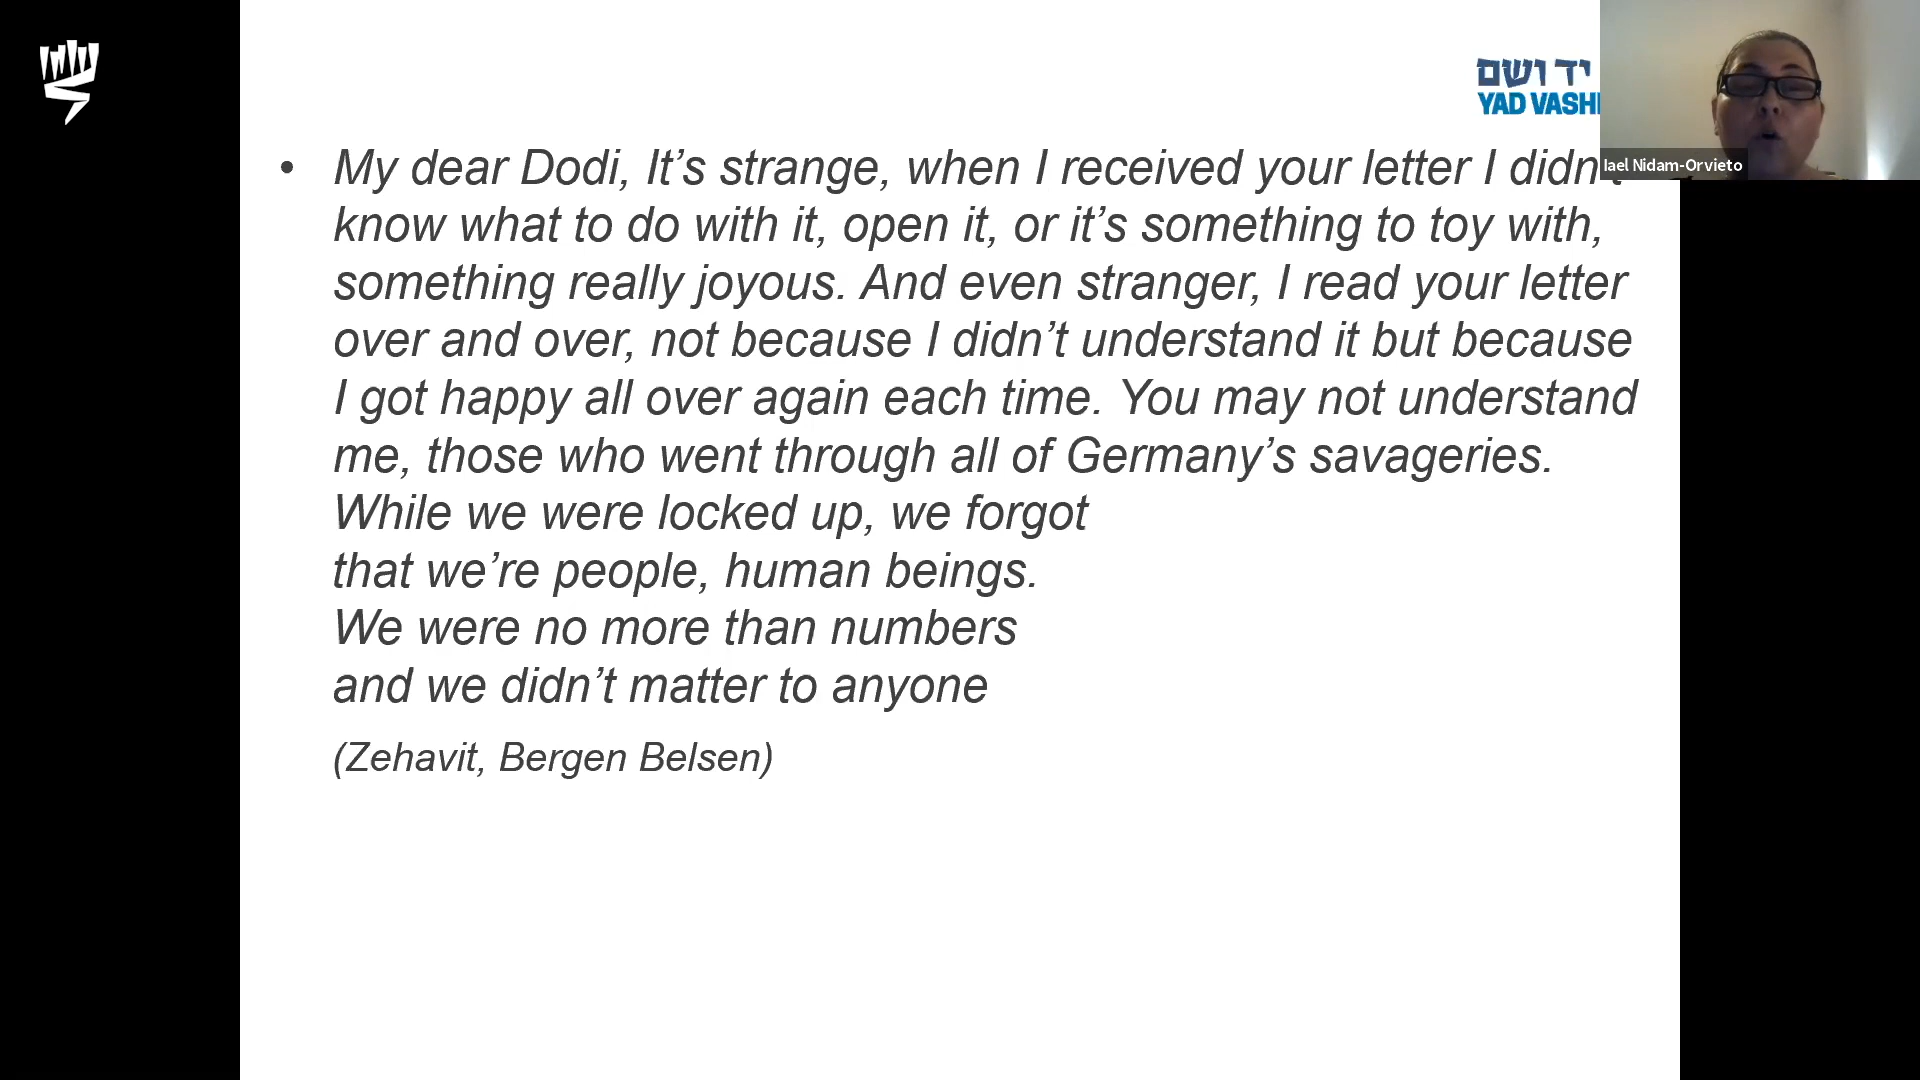 יד ושם
YAD VASH
Iael Nidam-Orvieto
• My dear Dodi, It’s strange, when I received your letter I didn’t
know what to do with it, open it, or it’s something to toy with,
something really joyous. And even stranger, I read your letter
over and over, not because I didn’t understand it but because
I got happy all over again each time. You may not understand
me, those who went through all of Germany’s savageries.
While we were locked up, we forgot
that we’re people, human beings.
We were no more than numbers
and we didn’t matter to anyone
(Zehavit, Bergen Belsen)